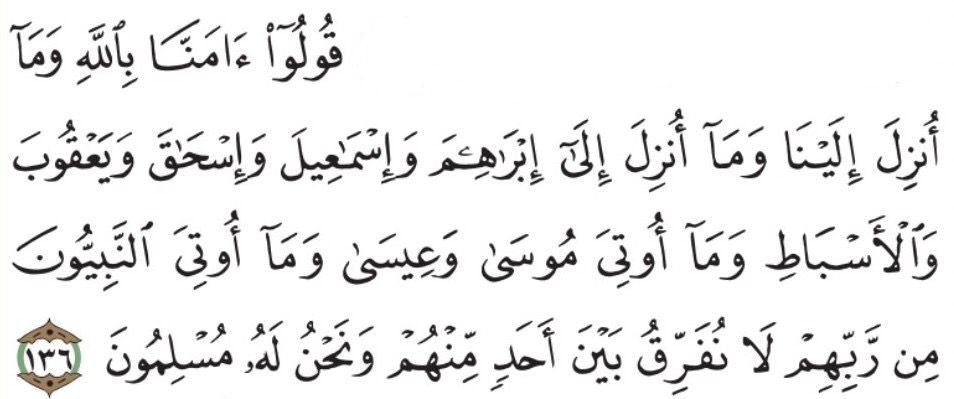 قُولُوٓا۟ ءَامَنَّا بِٱللَّهِ وَمَآ
أُنزِلَ إِلَيْنَا وَمَآ أُنزِلَ إِلَىٰٓ إِبْرَٰهِـۧمَ وَإِسْمَـٰعِيلَ وَإِسْحَـٰقَ وَيَعْقُوبَ
وَٱلْأَسْبَاطِ وَمَآ أُوتِىَ مُوسَىٰ وَعِيسَىٰ وَمَآ أُوتِىَ ٱلنَّبِيُّونَ
مِن رَّبِّهِمْ لَا نُفَرِّقُ بَيْنَ أَحَدٍ مِّنْهُمْ وَنَحْنُ لَهُۥ مُسْلِمُونَ ١٣٦